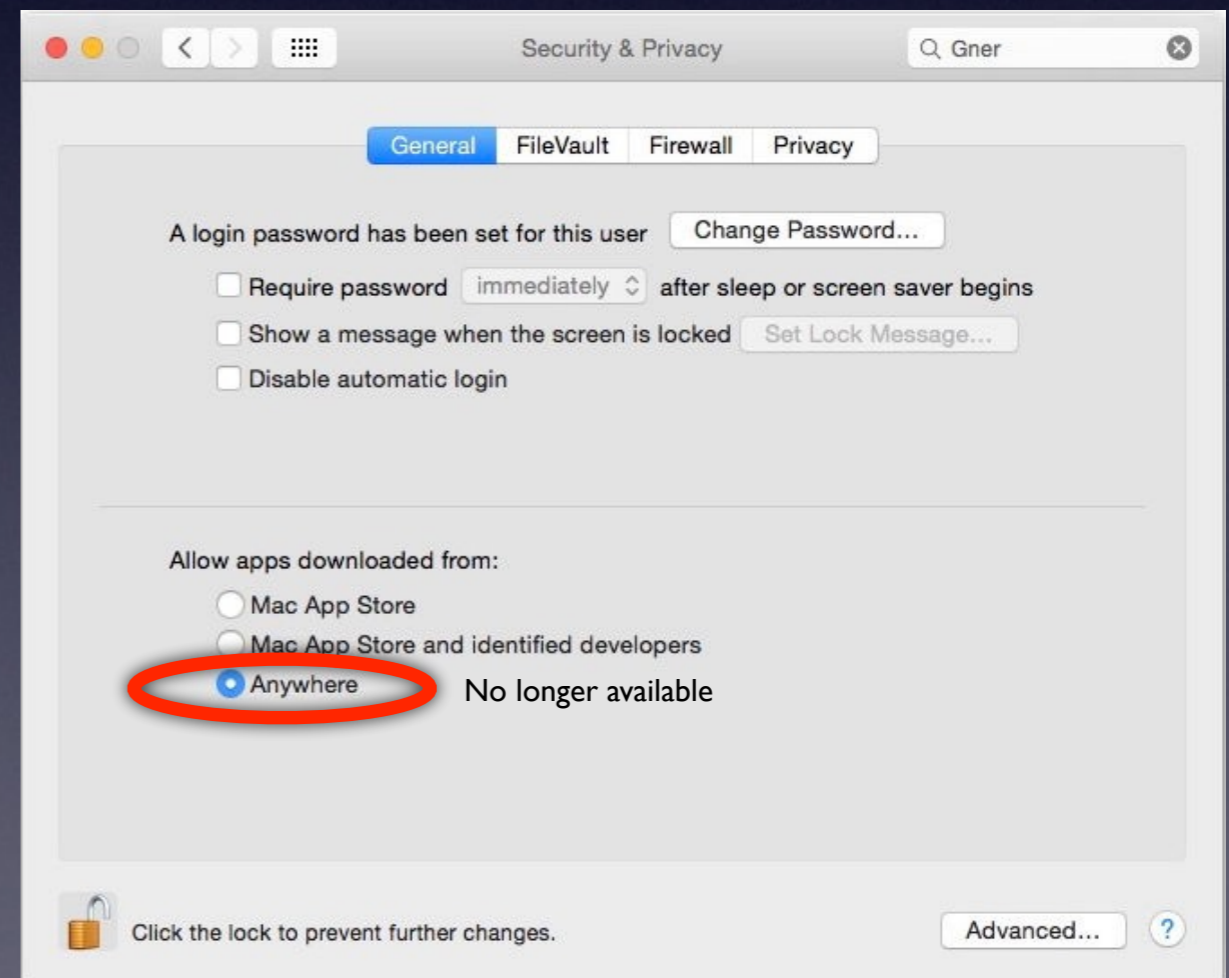 Security & Privacy
Gner
General FileVault Firewall Privacy
A login password has been set for this user Change Password...
Require password immediately after sleep or screen saver begins
Show a message when the screen is locked Set Lock Message...
Disable automatic login
Allow apps downloaded from:
Mac App Store
Mac App Store and identified developers
Anywhere No longer available
Click the lock to prevent further changes. Advanced... ?